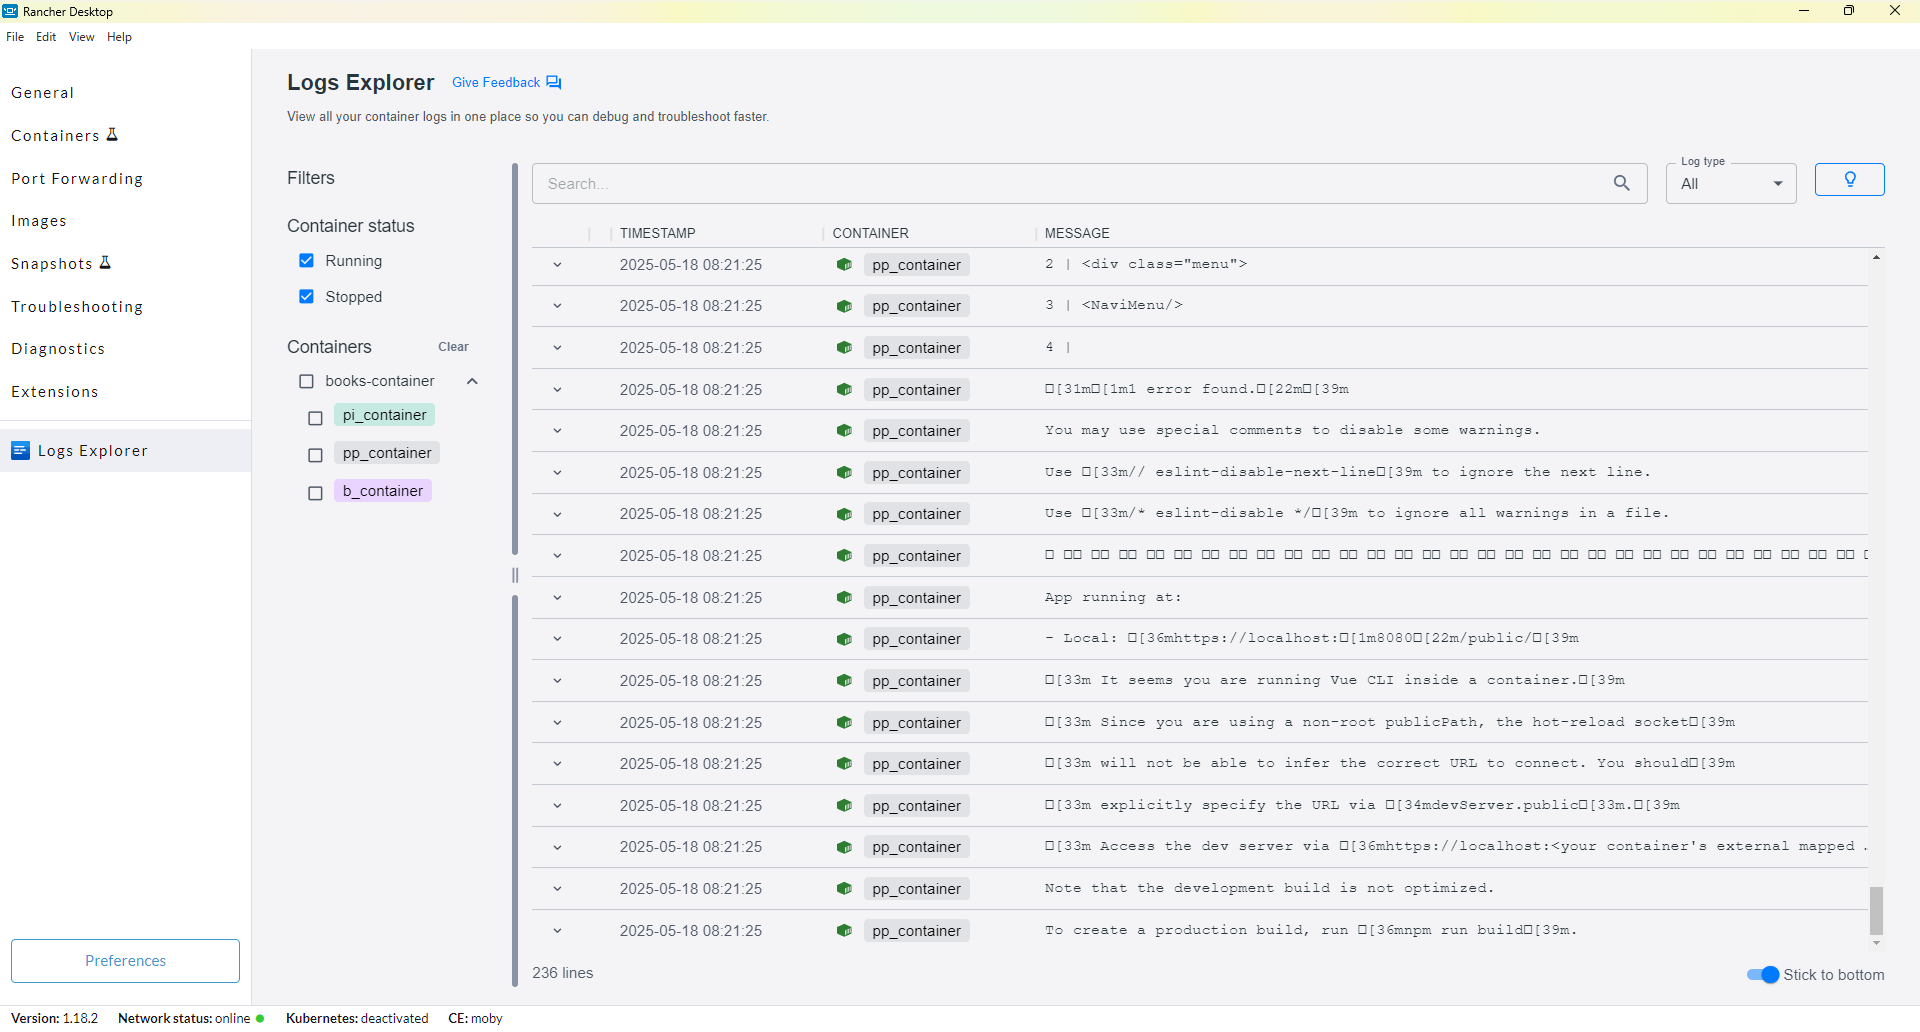 Rancher Desktop
File Edit View Help
General
Containers
Port Forwarding
Images
Snapshots
Troubleshooting
Diagnostics
Extensions
Logs Explorer
Preferences
Logs Explorer Give Feedback
View all your container logs in one place so you can debug and troubleshoot faster.
Filters
Container status
Running
Stopped
Containers Clear
books-container
pi_container
pp_container
b_container
Search...
Log type
All
TIMESTAMP CONTAINER MESSAGE
2025-05-18 08:21:25 pp_container 2 | <div class="menu">
2025-05-18 08:21:25 pp_container 3 | <NaviMenu/>
2025-05-18 08:21:25 pp_container 4 |
2025-05-18 08:21:25 pp_container □[31m□[1m1 error found.□[22m□[39m
2025-05-18 08:21:25 pp_container You may use special comments to disable some warnings.
2025-05-18 08:21:25 pp_container Use □[33m// eslint-disable-next-line□[39m to ignore the next line.
2025-05-18 08:21:25 pp_container Use □[33m/* eslint-disable */□[39m to ignore all warnings in a file.
2025-05-18 08:21:25 pp_container □ □□ □□ □□ □□ □□ □□ □□ □□ □□ □□ □□ □□ □□ □□ □□ □□ □□ □□ □□ □□ □□ □□ □□ □□ □□ □□ □□ □□ □□ □
2025-05-18 08:21:25 pp_container App running at:
2025-05-18 08:21:25 pp_container - Local: □[36mhttps://localhost:□[1m8080□[22m/public/□[39m
2025-05-18 08:21:25 pp_container □[33m It seems you are running Vue CLI inside a container.□[39m
2025-05-18 08:21:25 pp_container □[33m Since you are using a non-root publicPath, the hot-reload socket□[39m
2025-05-18 08:21:25 pp_container □[33m will not be able to infer the correct URL to connect. You should□[39m
2025-05-18 08:21:25 pp_container □[33m explicitly specify the URL via □[34mdevServer.public□[33m.□[39m
2025-05-18 08:21:25 pp_container □[33m Access the dev server via □[36mhttps://localhost:<your container's external mapped .
2025-05-18 08:21:25 pp_container Note that the development build is not optimized.
2025-05-18 08:21:25 pp_container To create a production build, run □[36mnpm run build□[39m.
236 lines
Stick to bottom
Version: 1.18.2 Network status: online Kubernetes: deactivated CE: moby